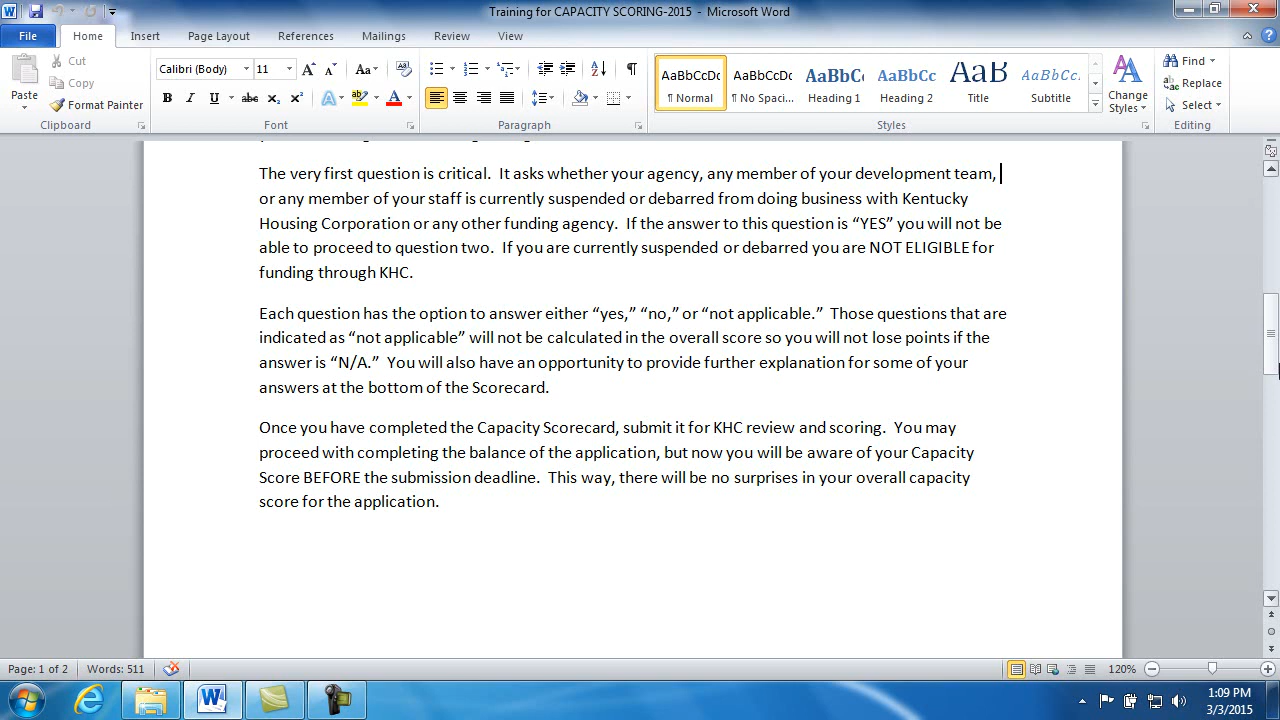 Training for CAPACITY SCORING-2015 - Microsoft Word
File Home Insert Page Layout References Mailings Review View
Paste
Cut
Copy
Format Painter
Clipboard
Calibri (Body) 11
Font
Paragraph
AaBbCcDc AaBbCcDc AaBbCc AaBbCc AaB AaBbCc.
¶ Normal ¶ No Spaci... Heading 1 Heading 2 Title Subtitle
Change Styles
Styles
Find
Replace
Select
Editing
The very first question is critical. It asks whether your agency, any member of your development team,
or any member of your staff is currently suspended or debarred from doing business with Kentucky
Housing Corporation or any other funding agency. If the answer to this question is “YES” you will not be
able to proceed to question two. If you are currently suspended or debarred you are NOT ELIGIBLE for
funding through KHC.
Each question has the option to answer either “yes,” “no,” or “not applicable.” Those questions that are
indicated as “not applicable” will not be calculated in the overall score so you will not lose points if the
answer is “N/A.” You will also have an opportunity to provide further explanation for some of your
answers at the bottom of the Scorecard.
Once you have completed the Capacity Scorecard, submit it for KHC review and scoring. You may
proceed with completing the balance of the application, but now you will be aware of your Capacity
Score BEFORE the submission deadline. This way, there will be no surprises in your overall capacity
score for the application.
Page: 1 of 2 Words: 511 120%
1:09 PM
3/3/2015